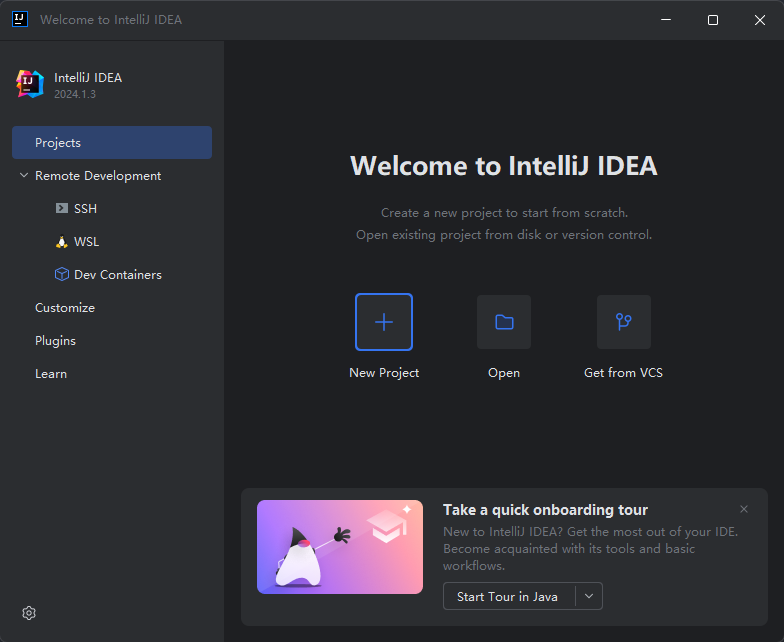 Welcome to IntelliJ IDEA
IntelliJ IDEA
2024.1.3
Projects
Remote Development
SSH
WSL
Dev Containers
Customize
Plugins
Learn
Welcome to IntelliJ IDEA
Create a new project to start from scratch.
Open existing project from disk or version control.
New Project
Open
Get from VCS
Take a quick onboarding tour
New to IntelliJ IDEA? Get the most out of your IDE.
Become acquainted with its tools and basic
workflows.
Start Tour in Java